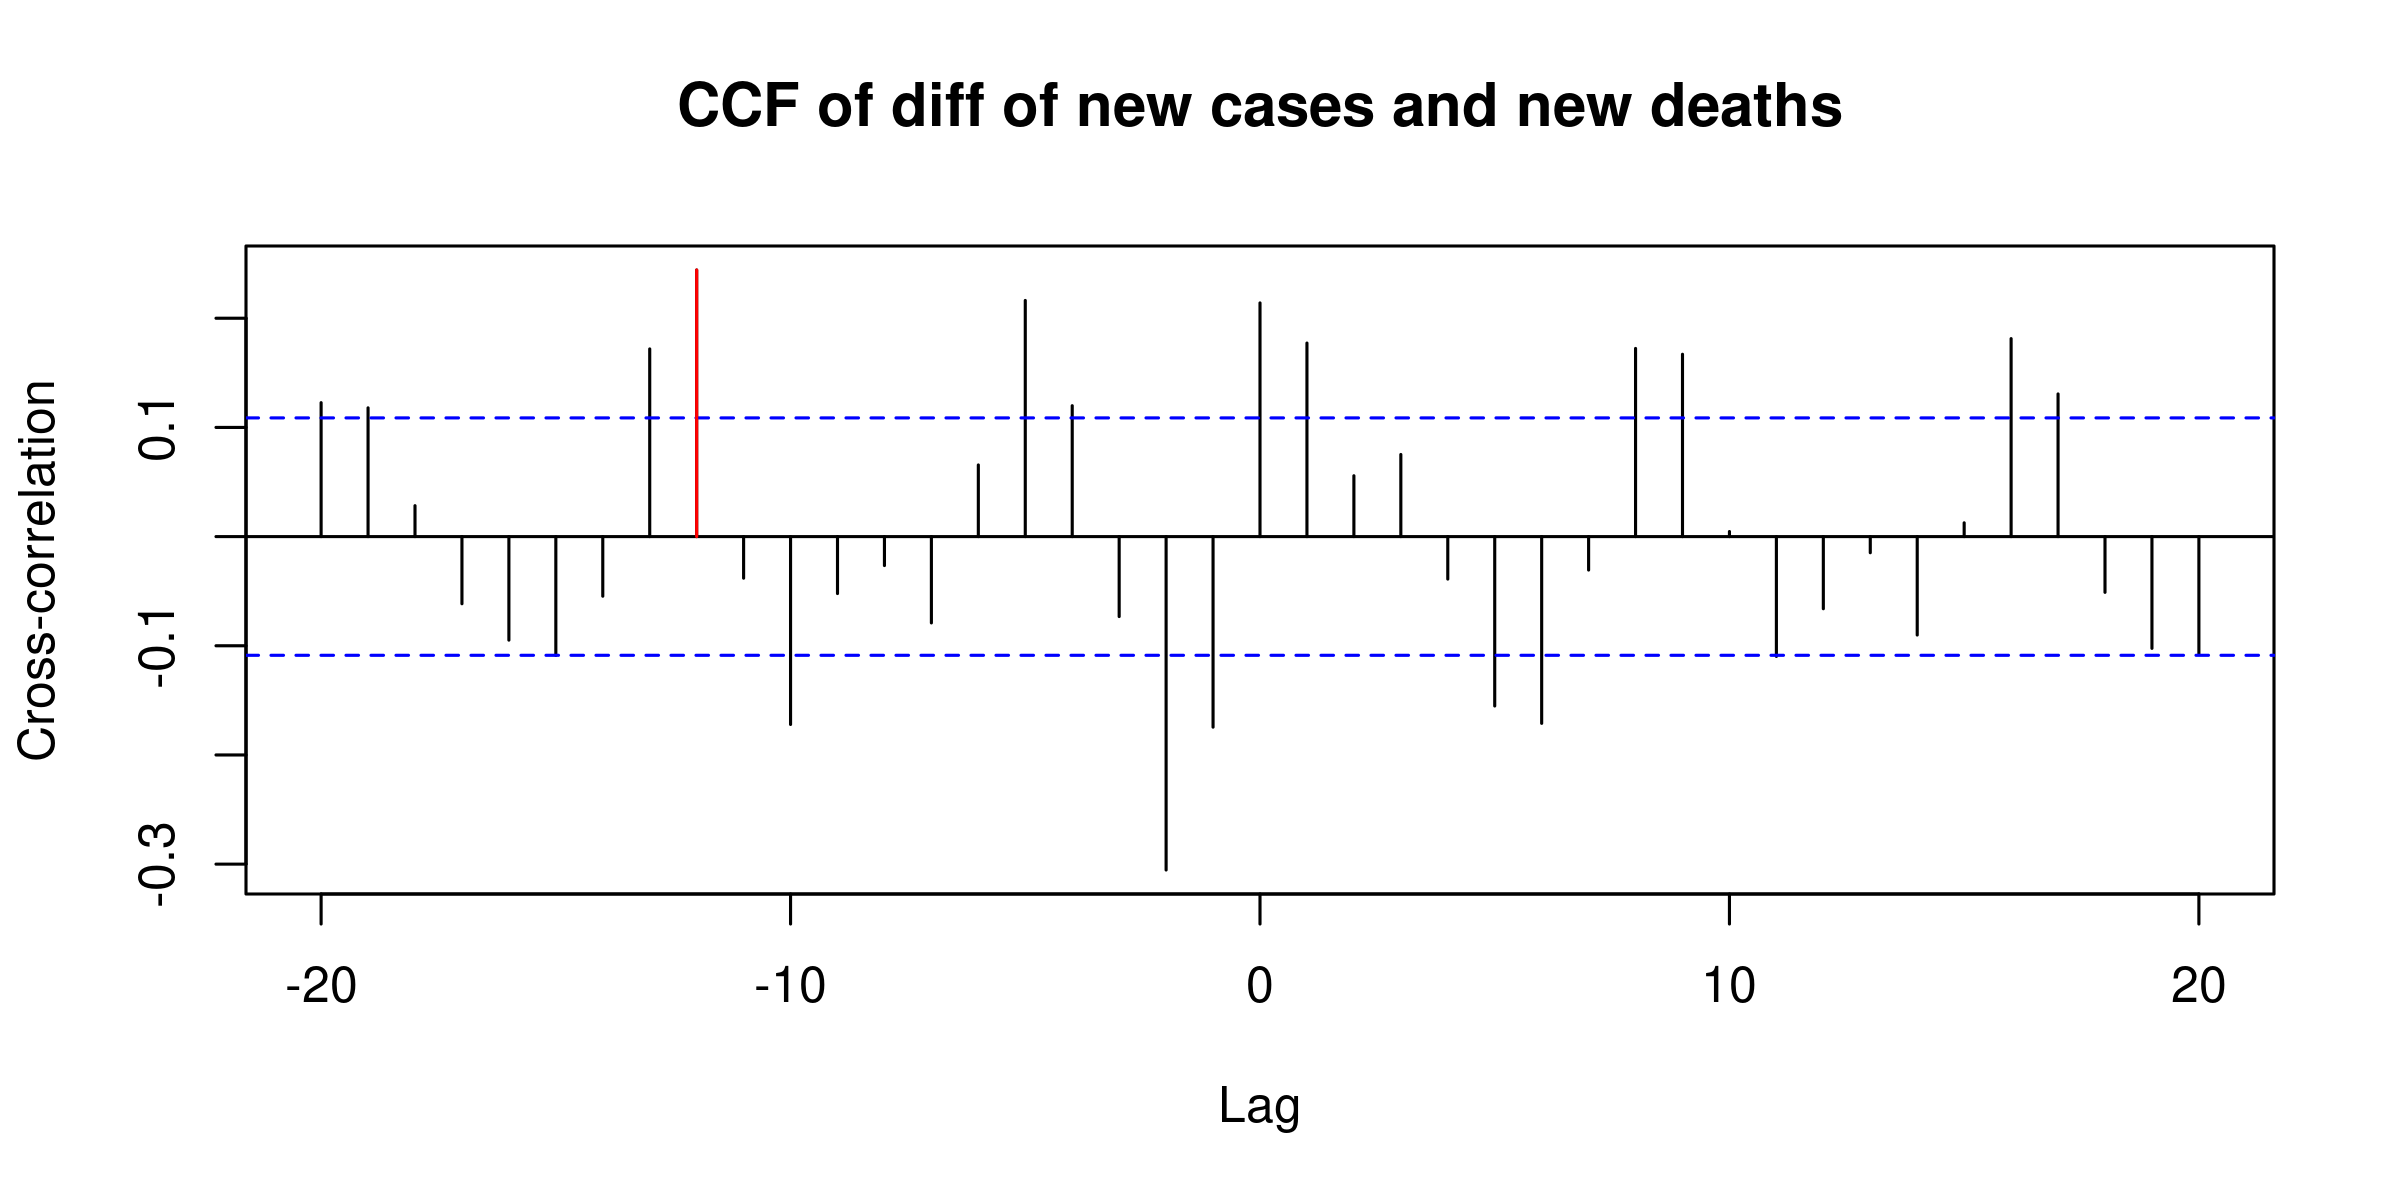 CCF of diff of new cases and new deaths
Cross-correlation
0.1
-0.1
-0.3
-20 -10 0 10 20
Lag